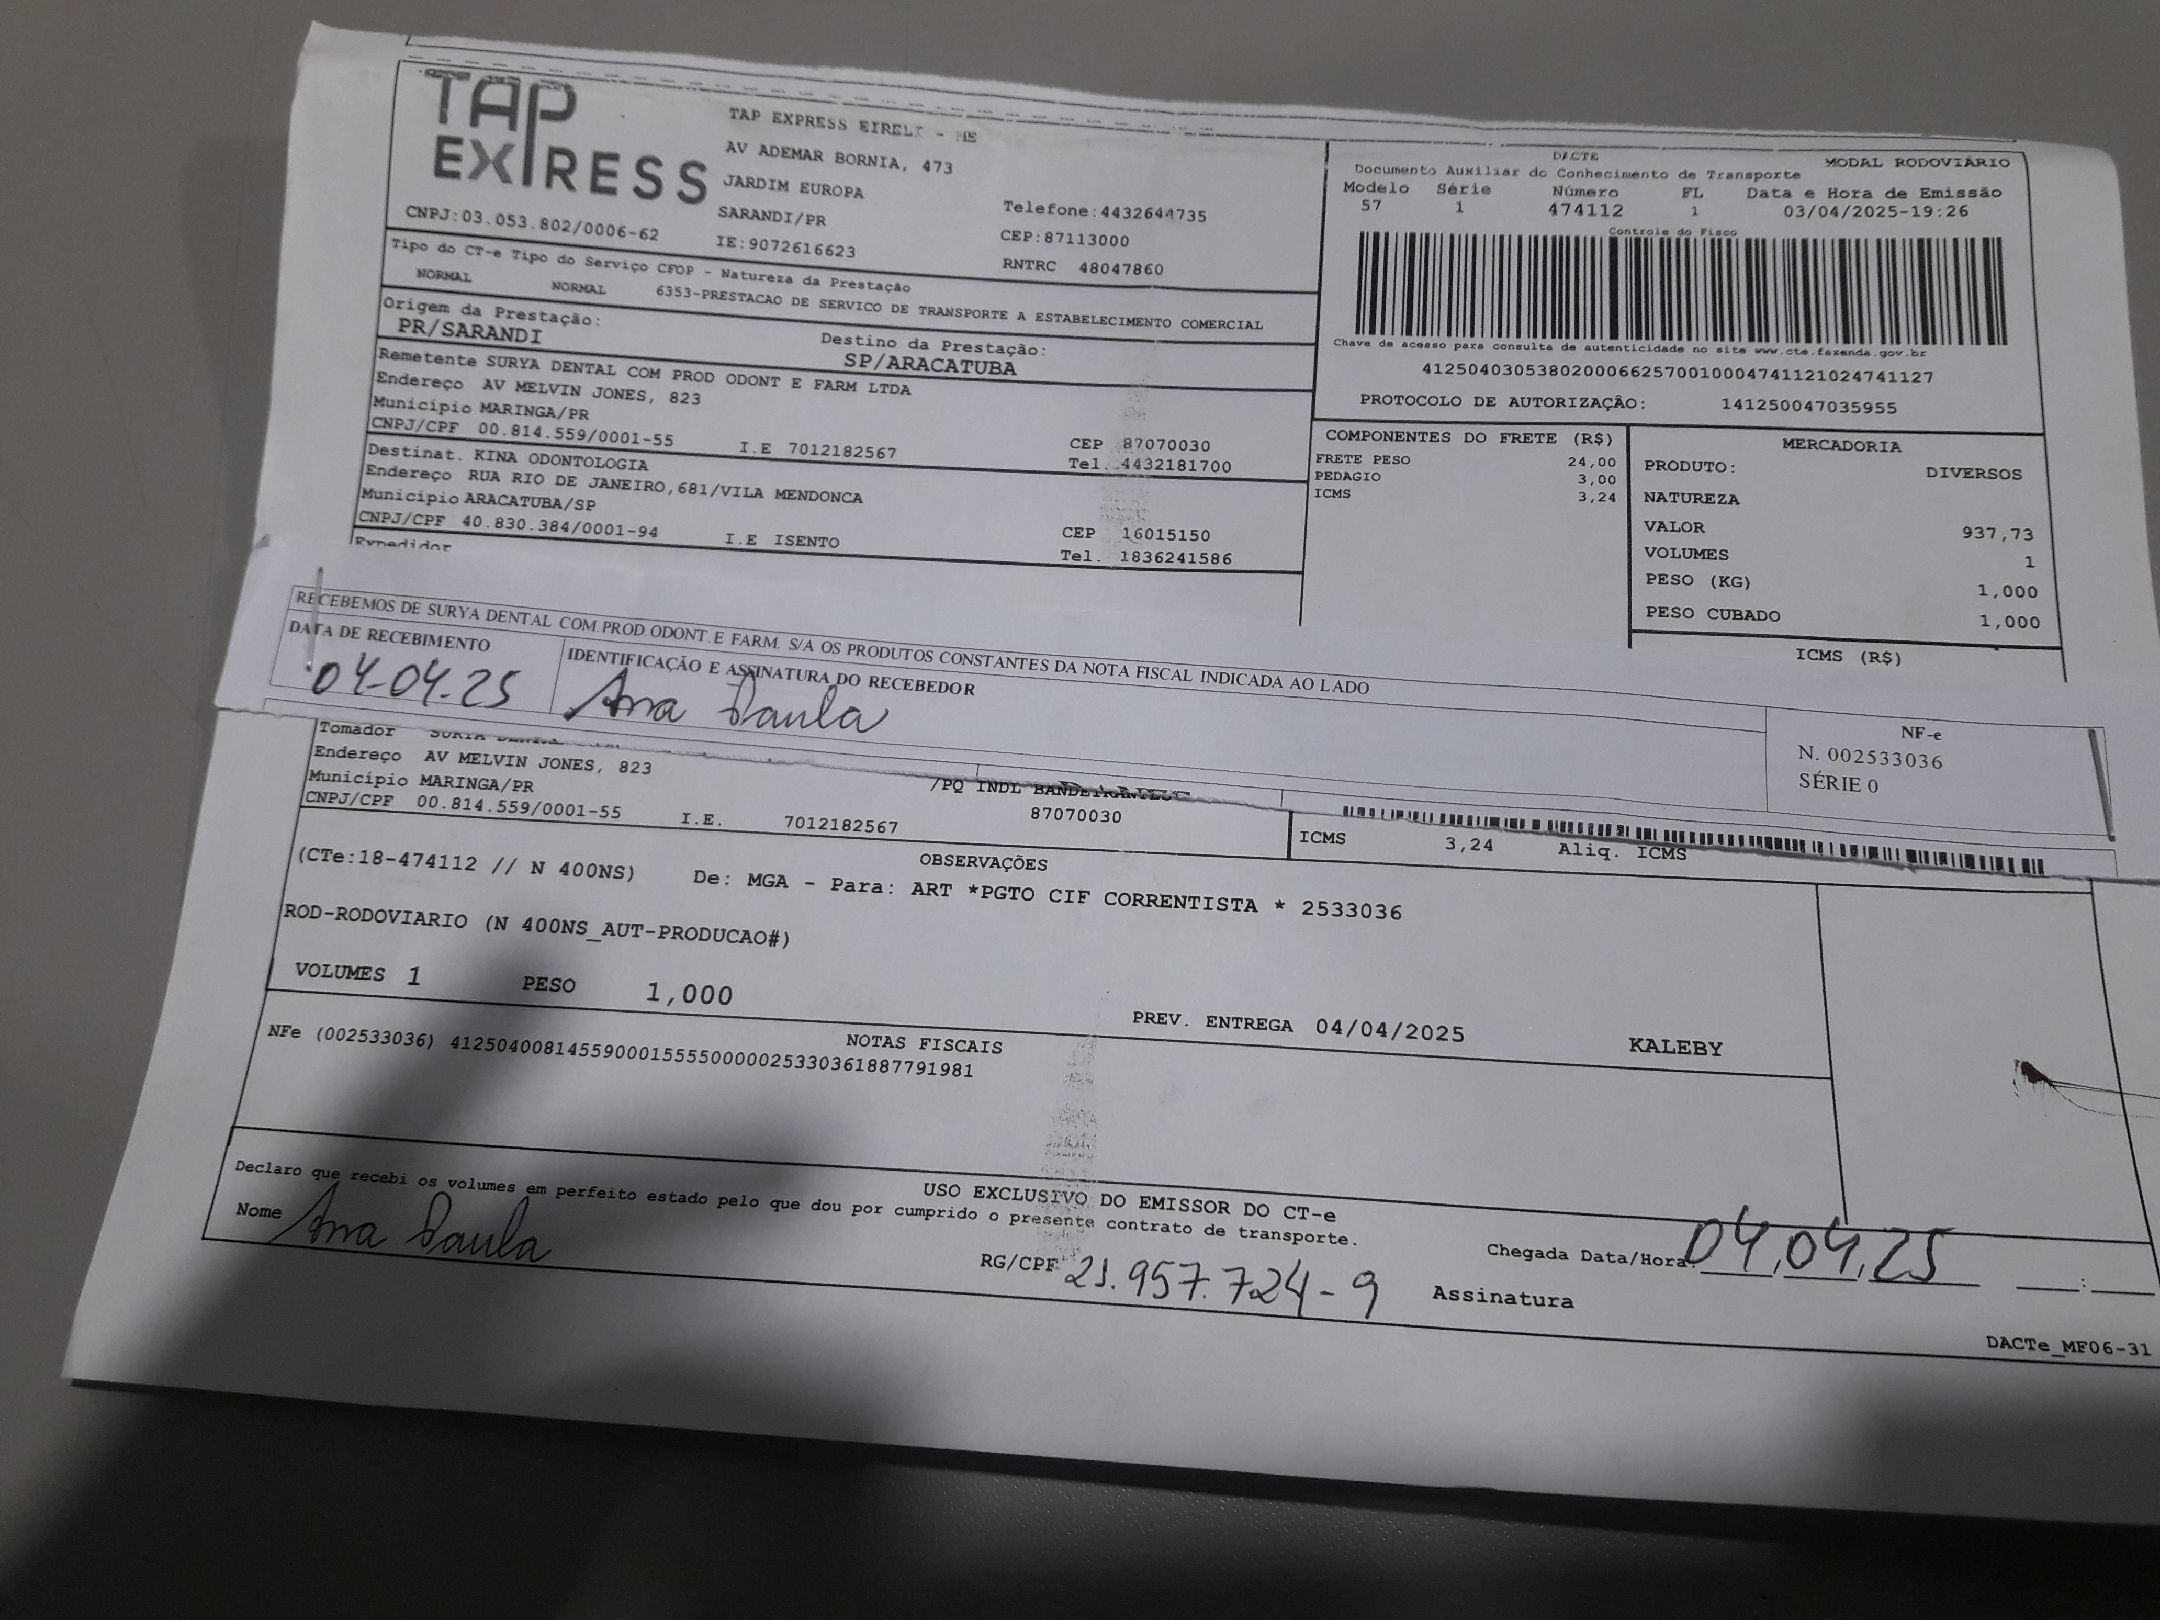 TAP EXPRESS
TAP EXPRESS EIRELI - ME
AV ADEMAR BORNIA, 473
JARDIM EUROPA
SARANDI/PR Telefone:4432644735
CNPJ:03.053.802/0006-62 IE:9072616623 CEP:87113000
RNTRC 48047860
Tipo do CT-e Tipo do Serviço CFOP - Natureza da Prestação
NORMAL NORMAL 6353-PRESTACAO DE SERVICO DE TRANSPORTE A ESTABELECIMENTO COMERCIAL
Origem da Prestação: Destino da Prestação:
PR/SARANDI SP/ARACATUBA
Remetente SURYA DENTAL COM PROD ODONT E FARM LTDA
Endereço AV MELVIN JONES, 823
Município MARINGA/PR CEP 87070030
CNPJ/CPF 00.814.559/0001-55 I.E 7012182567 Tel. 4432181700
Destinat. KINA ODONTOLOGIA
Endereço RUA RIO DE JANEIRO,681/VILA MENDONCA
Município ARACATUBA/SP CEP 16015150
CNPJ/CPF 40.830.384/0001-94 I.E ISENTO Tel. 1836241586
Expedidor
DACTE MODAL RODOVIÁRIO
Documento Auxiliar do Conhecimento de Transporte
Modelo Série Número FL Data e Hora de Emissão
57 1 474112 1 03/04/2025-19:26
Controle do Fisco
Chave de acesso para consulta de autenticidade no site www.cte.fazenda.gov.br
41250403053802000662570010004741121024741127
PROTOCOLO DE AUTORIZAÇÃO: 141250047035955
COMPONENTES DO FRETE (R$)
FRETE PESO 24,00
PEDAGIO 3,00
ICMS 3,24
MERCADORIA
PRODUTO: DIVERSOS
NATUREZA
VALOR 937,73
VOLUMES 1
PESO (KG) 1,000
PESO CUBADO 1,000
ICMS (R$)
RECEBEMOS DE SURYA DENTAL COM.PROD.ODONT.E FARM. S/A OS PRODUTOS CONSTANTES DA NOTA FISCAL INDICADA AO LADO
DATA DE RECEBIMENTO IDENTIFICAÇÃO E ASSINATURA DO RECEBEDOR
04-04-25 Ana Paula
NF-e
N. 002533036
SÉRIE 0
Tomador
Endereço AV MELVIN JONES, 823 /PQ INDL BANDEIRANTES
Município MARINGA/PR 87070030
CNPJ/CPF 00.814.559/0001-55 I.E. 7012182567
ICMS 3,24 Aliq. ICMS
OBSERVAÇÕES
(CTe:18-474112 // N 400NS) De: MGA - Para: ART *PGTO CIF CORRENTISTA * 2533036
ROD-RODOVIARIO (N 400NS_AUT-PRODUCAO#)
VOLUMES 1 PESO 1,000
PREV. ENTREGA 04/04/2025 KALEBY
NOTAS FISCAIS
NFe (002533036) 41250400814559000155550000025330361887791981
USO EXCLUSIVO DO EMISSOR DO CT-e
Declaro que recebi os volumes em perfeito estado pelo que dou por cumprido o presente contrato de transporte.
Nome Ana Paula RG/CPF 21.957.724-9 Chegada Data/Hora: 04,04,25 :
Assinatura
DACTe_MF06-31